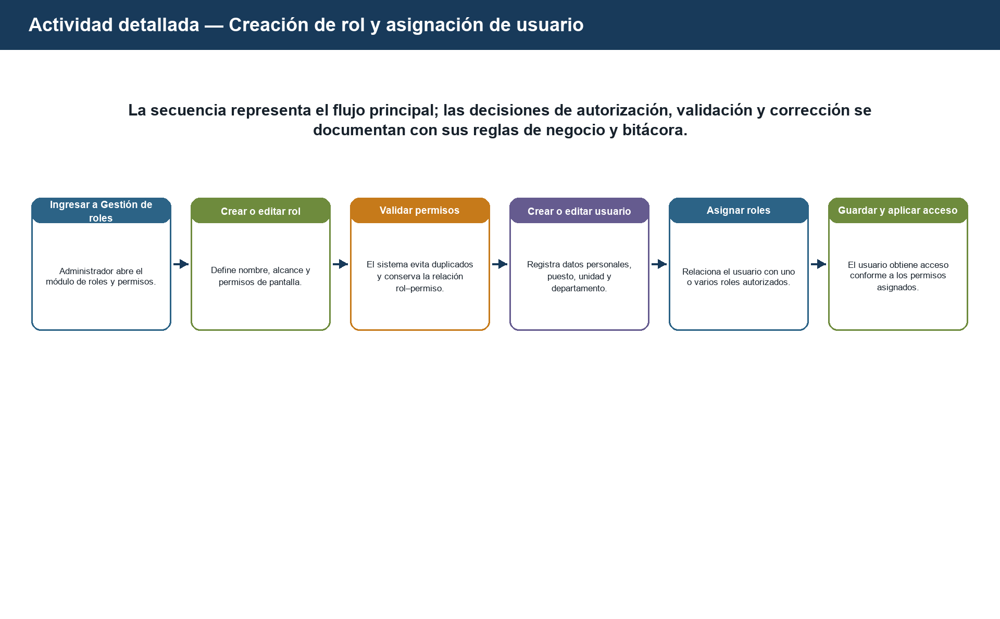 Actividad detallada — Creación de rol y asignación de usuario
La secuencia representa el flujo principal; las decisiones de autorización, validación y corrección se
documentan con sus reglas de negocio y bitácora.
Ingresar a Gestión de
roles
Administrador abre el
módulo de roles y permisos.
Crear o editar rol
Define nombre, alcance y
permisos de pantalla.
Validar permisos
El sistema evita duplicados
y conserva la relación
rol–permiso.
Crear o editar usuario
Registra datos personales,
puesto, unidad y
departamento.
Asignar roles
Relaciona el usuario con uno
o varios roles autorizados.
Guardar y aplicar acceso
El usuario obtiene acceso
conforme a los permisos
asignados.